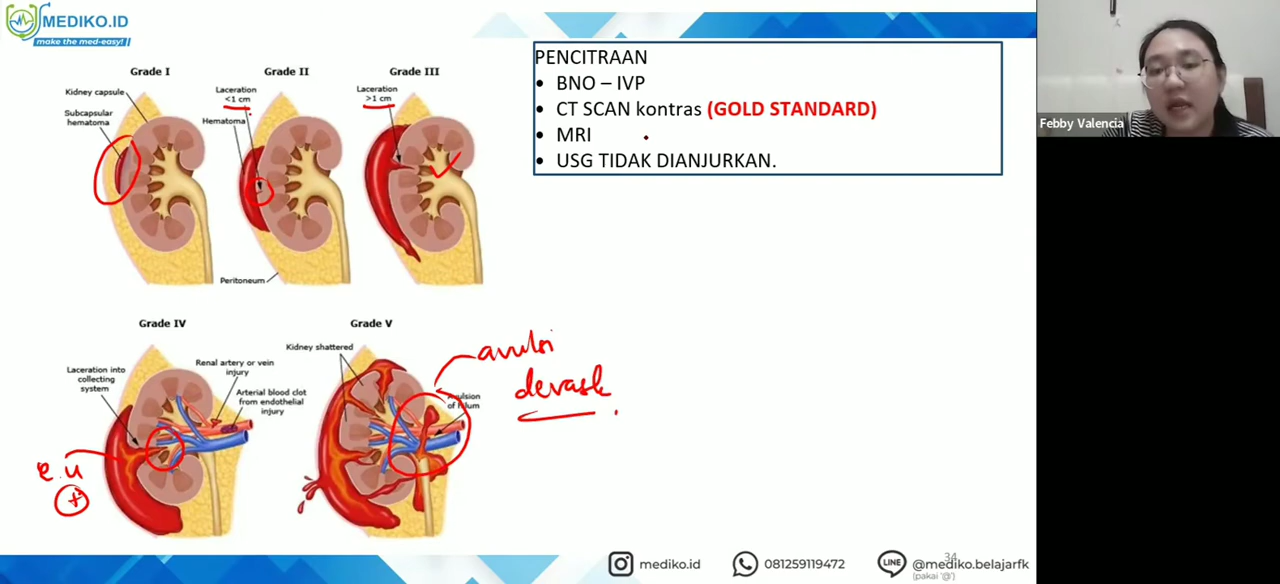 MEDIKO.ID
make the med-easy!
Grade I
Grade II
Grade III
Kidney capsule
Subcapsular
hematoma
Laceration
<1 cm
Hematoma
Laceration
>1 cm
Peritoneum
PENCITRAAN
• BNO – IVP
• CT SCAN kontras (GOLD STANDARD)
• MRI
• USG TIDAK DIANJURKAN.
Febby Valencia
Grade IV
Grade V
Laceration into
collecting
system
Renal artery or vein
injury
Arterial blood clot
from endothelial
injury
Kidney shattered
Avulsion
of hilum
avulsi
devask
e.u
+
mediko.id
081259119472
34
@mediko.belajarfk
(pakai '@')